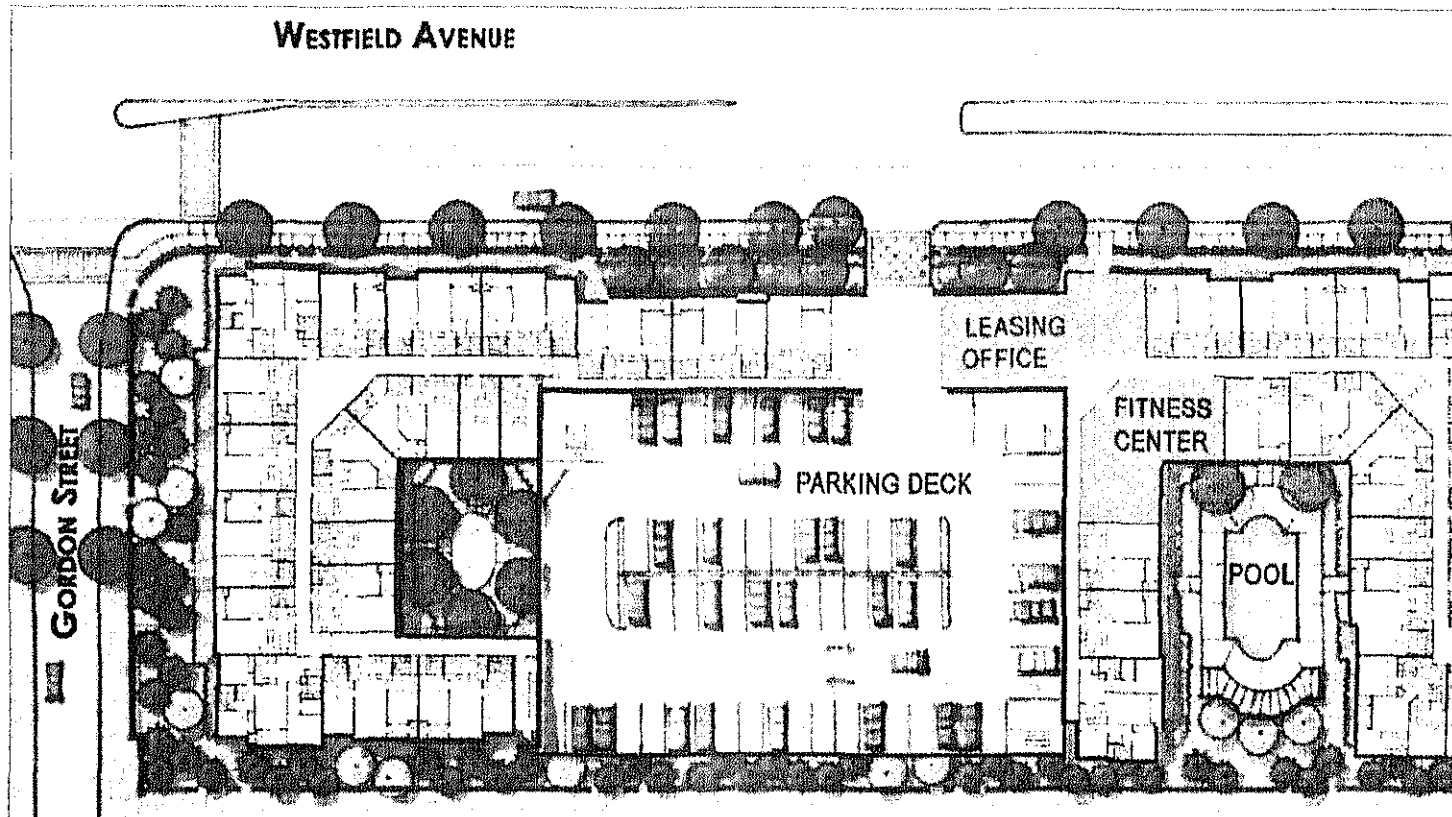 WESTFIELD AVENUE
LEASING
OFFICE
FITNESS
CENTER
PARKING DECK
POOL
GORDON STREET